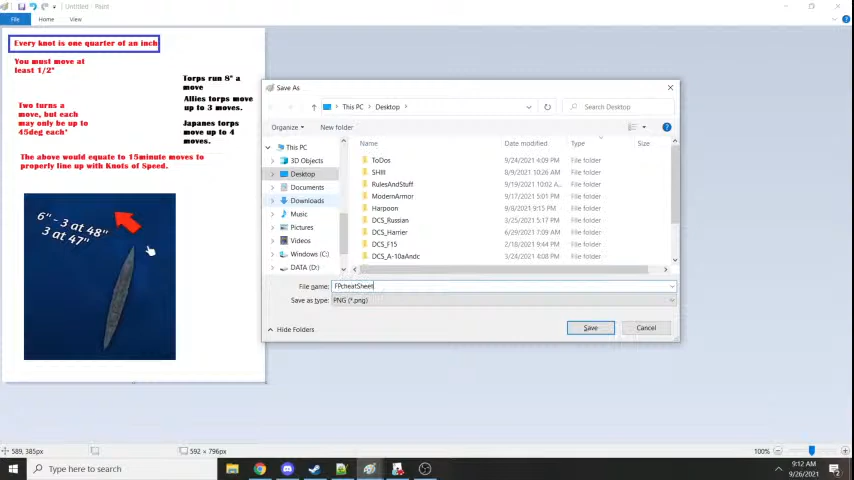 Untitled - Paint
File
Home
View
Every knot is one quarter of an inch
You must move at
least 1/2"
Torps run 8" a
move
Allies torps move
up to 3 moves.
Japanes torps
move up to 4
moves.
Two turns a
move, but each
may only be up to
45deg each"
The above would equate to 15minute moves to
properly line up with Knots of Speed.
6" - 3 at 48"
3 at 47"
Save As
This PC
Desktop
Search Desktop
Organize
New folder
This PC
3D Objects
Desktop
Documents
Downloads
Music
Pictures
Videos
Windows (C:)
DATA (D:)
Name Date modified Type Size
ToDos 9/24/2021 4:09 PM File folder
SHIII 8/9/2021 10:26 AM File folder
RulesAndStuff 9/19/2021 10:02 A... File folder
ModernArmor 9/17/2021 5:01 PM File folder
Harpoon 9/8/2021 9:15 PM File folder
DCS_Russian 3/25/2021 5:17 PM File folder
DCS_Harrier 6/29/2021 7:09 AM File folder
DCS_F15 2/18/2021 9:44 PM File folder
DCS_A-10aAndc 3/24/2021 4:08 PM File folder
File name: FPcheatSheet
Save as type: PNG (*.png)
Hide Folders
Save
Cancel
589, 385px
592 × 796px
100%
Type here to search
9:12 AM
9/26/2021